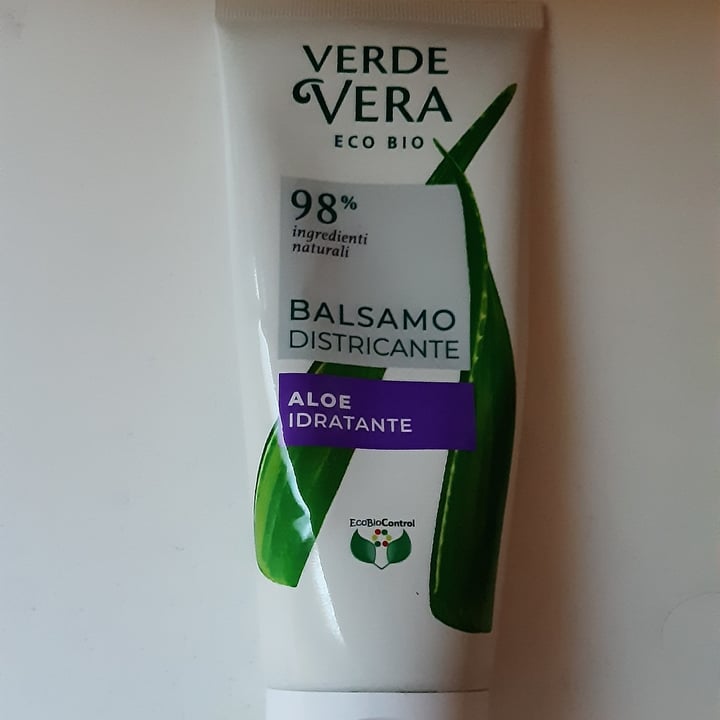 VERDE
VERA
ECO BIO
98%
ingredienti
naturali
BALSAMO
DISTRICANTE
ALOE
IDRATANTE
EcoBioControl